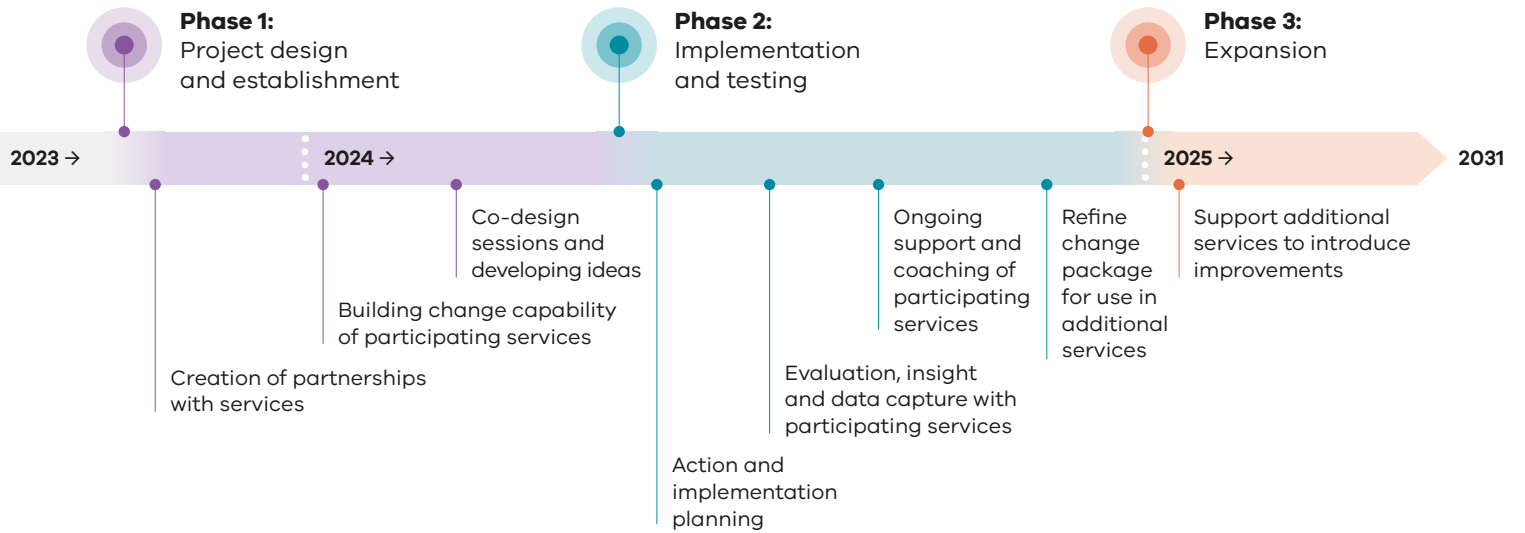 Phase 1:
Project design
and establishment
Phase 2:
Implementation
and testing
Phase 3:
Expansion
2023 →
2024 →
2025 →
2031
Creation of partnerships
with services
Building change capability
of participating services
Co-design
sessions and
developing ideas
Action and
implementation
planning
Evaluation, insight
and data capture with
participating services
Ongoing
support and
coaching of
participating
services
Refine
change
package
for use in
additional
services
Support additional
services to introduce
improvements